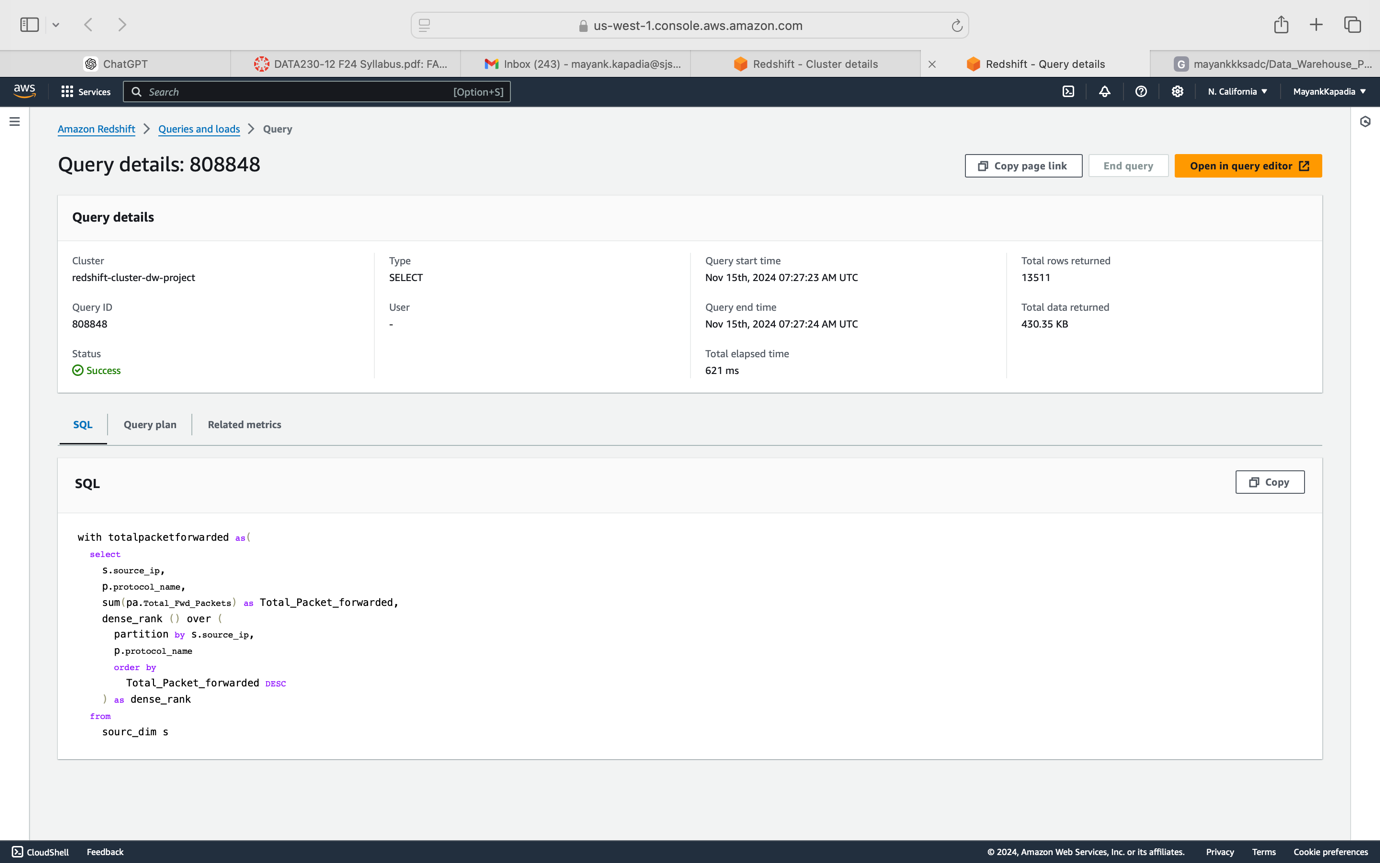 us-west-1.console.aws.amazon.com
ChatGPT
DATA230-12 F24 Syllabus.pdf: FA...
Inbox (243) - mayank.kapadia@sjs...
Redshift - Cluster details
Redshift - Query details
G mayankkksadc/Data_Warehouse_P...
aws
Services
Search
[Option+S]
N. California
MayankKapadia
Amazon Redshift
Queries and loads
Query
Query details: 808848
Copy page link
End query
Open in query editor
Query details
Cluster
redshift-cluster-dw-project
Query ID
808848
Status
Success
Type
SELECT
User
-
Query start time
Nov 15th, 2024 07:27:23 AM UTC
Query end time
Nov 15th, 2024 07:27:24 AM UTC
Total elapsed time
621 ms
Total rows returned
13511
Total data returned
430.35 KB
SQL
Query plan
Related metrics
SQL
Copy
with totalpacketforwarded as(
select
s.source_ip,
p.protocol_name,
sum(pa.Total_Fwd_Packets) as Total_Packet_forwarded,
dense_rank () over (
partition by s.source_ip,
p.protocol_name
order by
Total_Packet_forwarded DESC
) as dense_rank
from
sourc_dim s
CloudShell
Feedback
© 2024, Amazon Web Services, Inc. or its affiliates.
Privacy
Terms
Cookie preferences